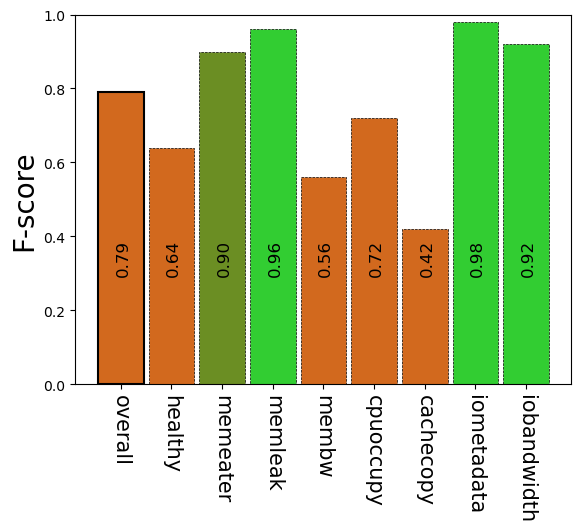 F-score
1.0
0.8
0.6
0.4
0.2
0.0
0.79
0.64
0.90
0.96
0.56
0.72
0.42
0.98
0.92
overall
healthy
memeater
memleak
membw
cpuoccupy
cachecopy
iometadata
iobandwidth